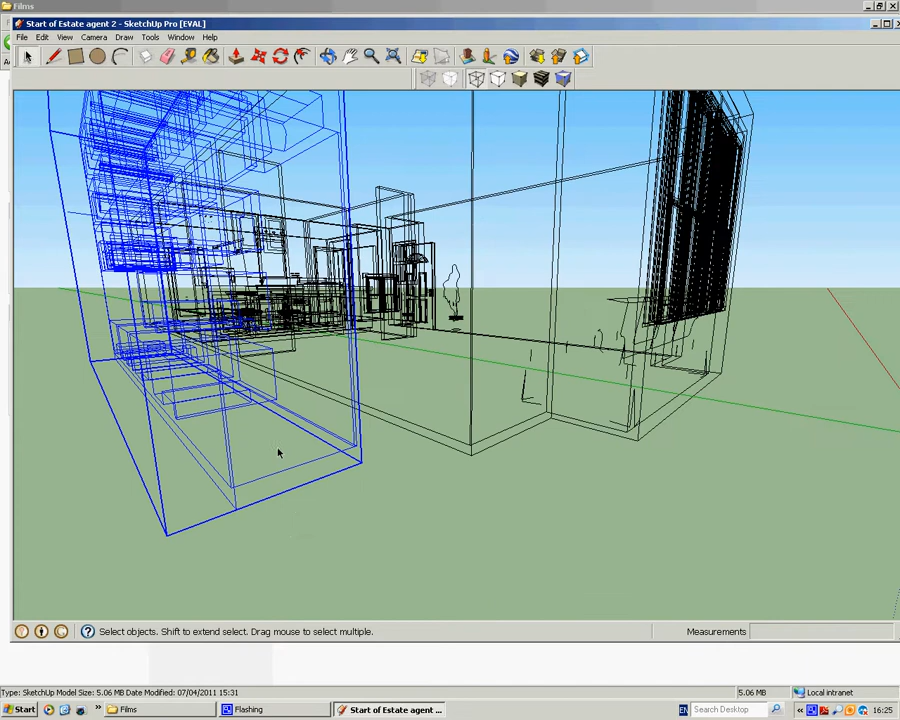 Films
Start of Estate agent 2 - SketchUp Pro [EVAL]
File Edit View Camera Draw Tools Window Help
Select objects. Shift to extend select. Drag mouse to select multiple.
Measurements
Type: SketchUp Model Size: 5.06 MB Date Modified: 07/04/2011 15:31
5.06 MB
Local intranet
Start
»
Films
Flashing
Start of Estate agent ...
EN
Search Desktop
«
16:25